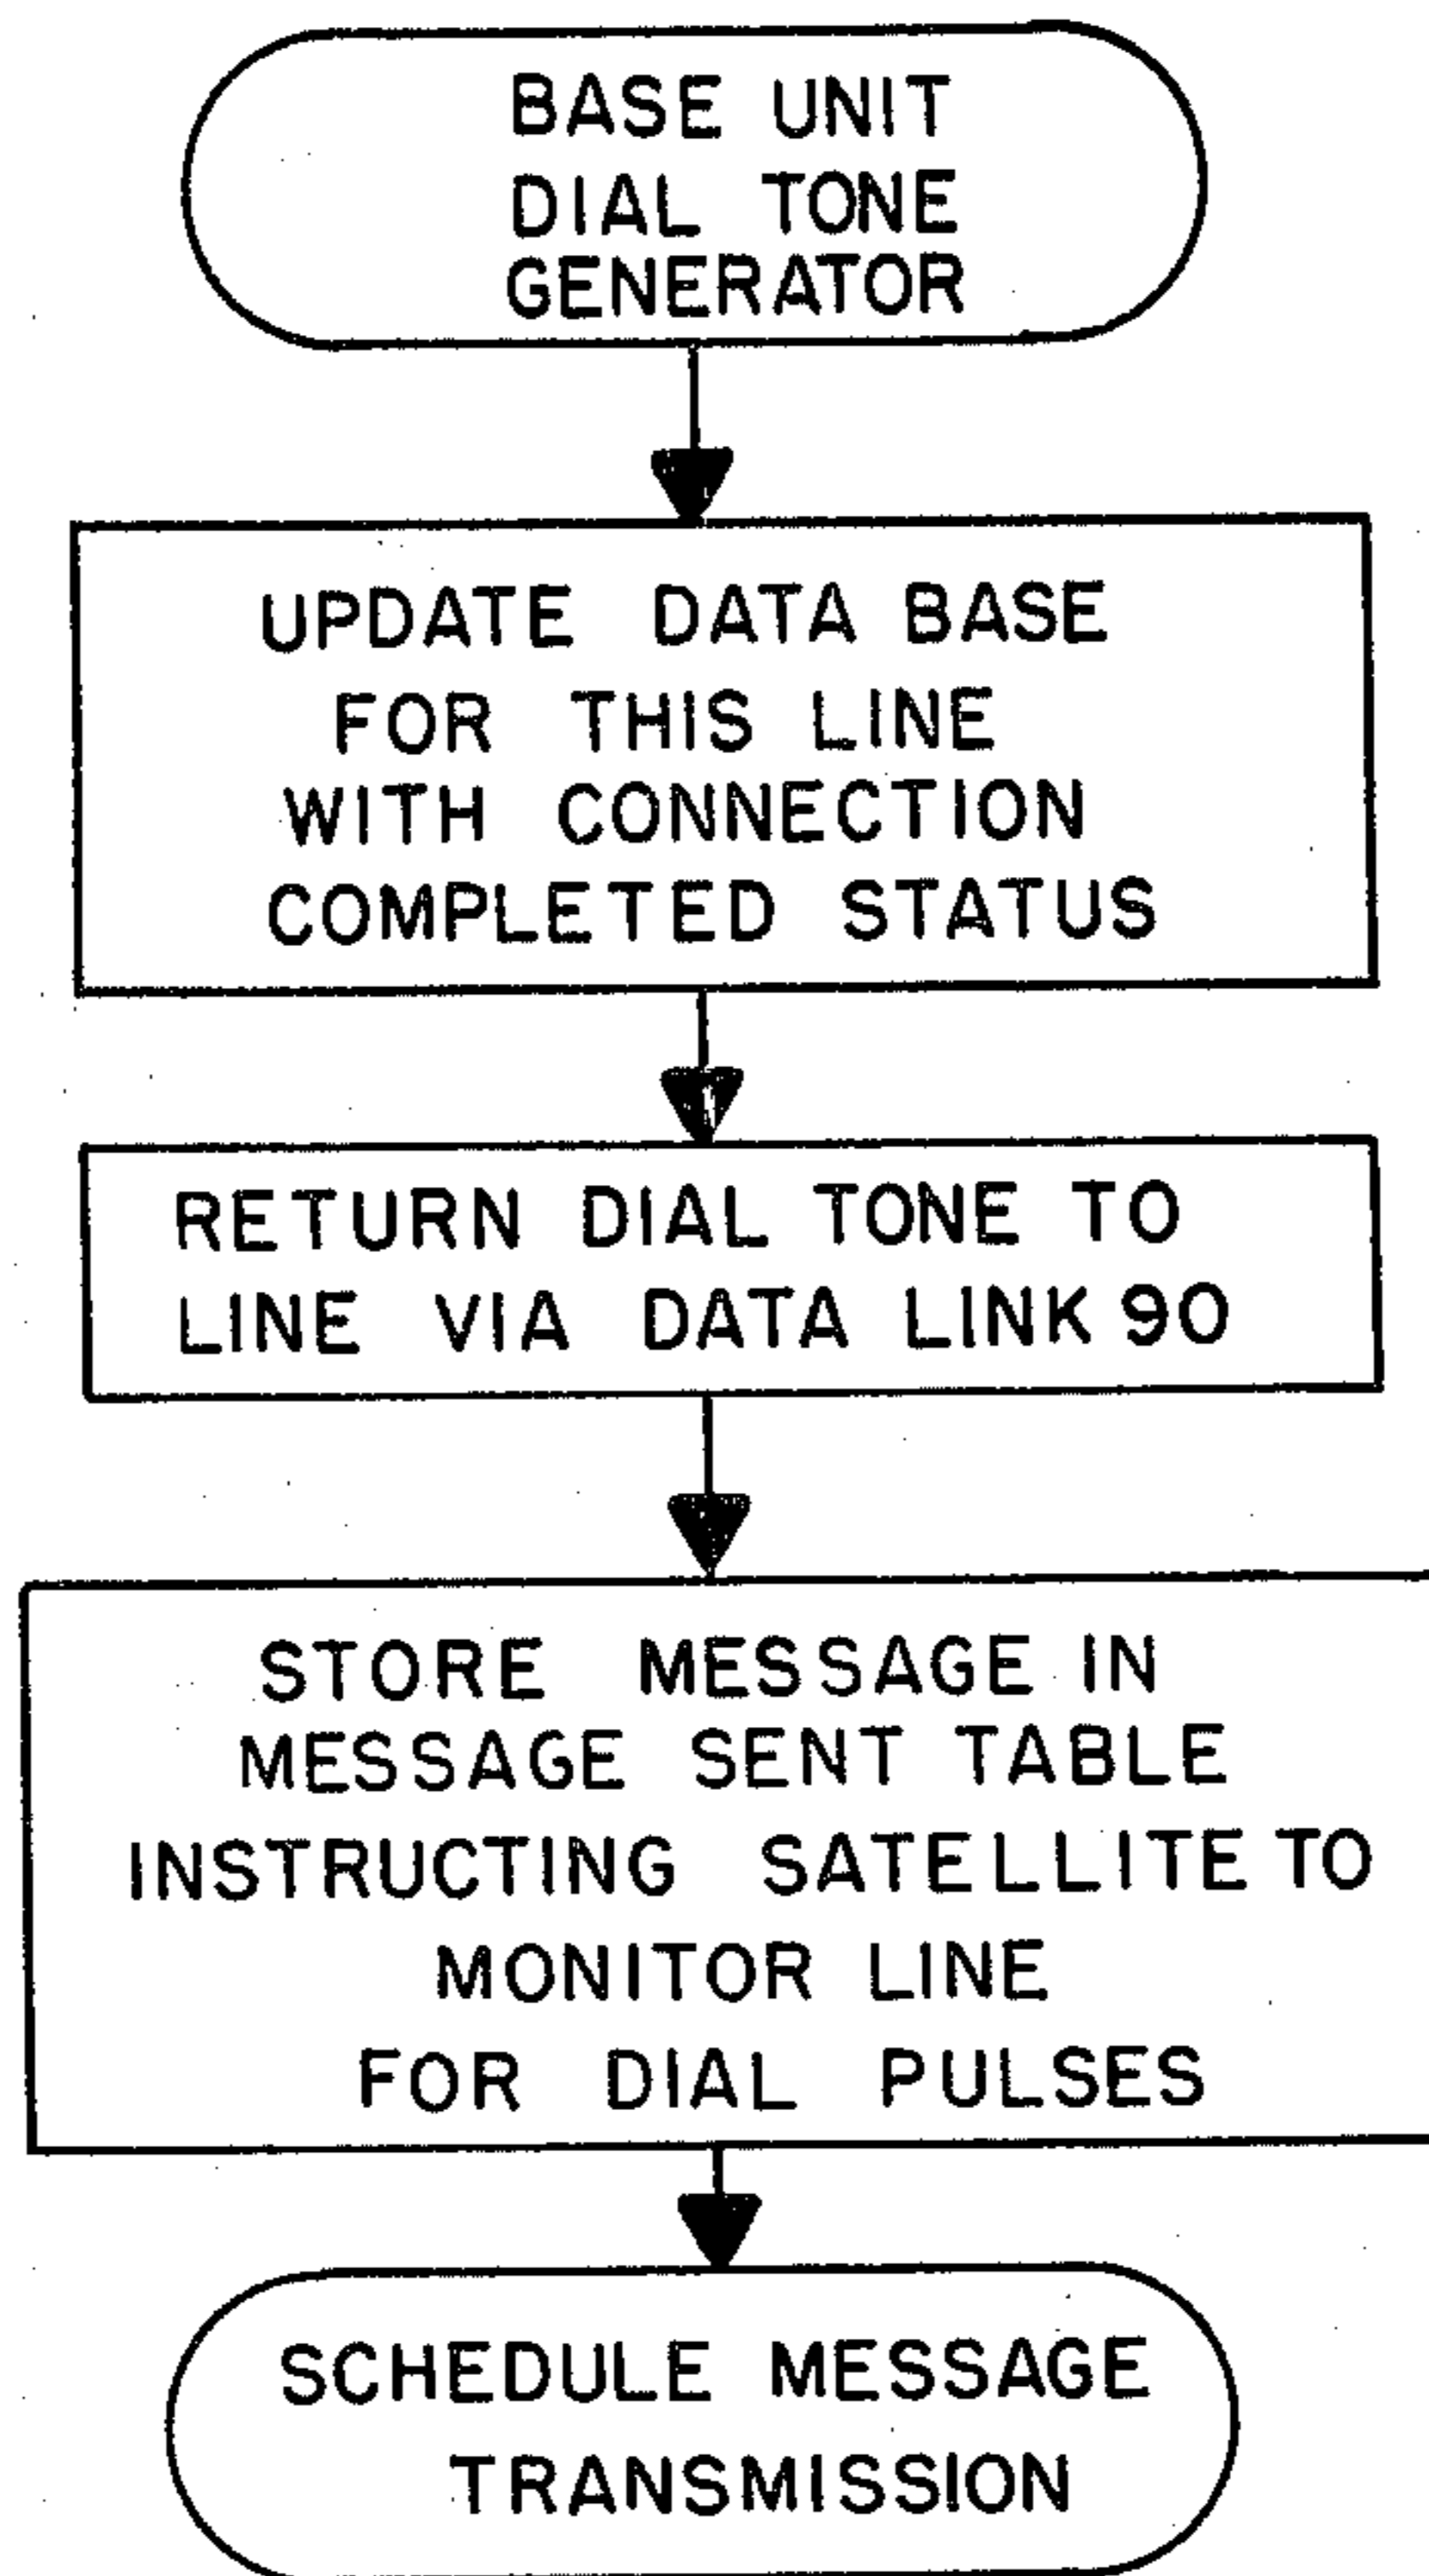 BASE UNIT
DIAL TONE
GENERATOR
UPDATE DATA BASE
FOR THIS LINE
WITH CONNECTION
COMPLETED STATUS
RETURN DIAL TONE TO
LINE VIA DATA LINK 90
STORE MESSAGE IN
MESSAGE SENT TABLE
INSTRUCTING SATELLITE TO
MONITOR LINE
FOR DIAL PULSES
SCHEDULE MESSAGE
TRANSMISSION